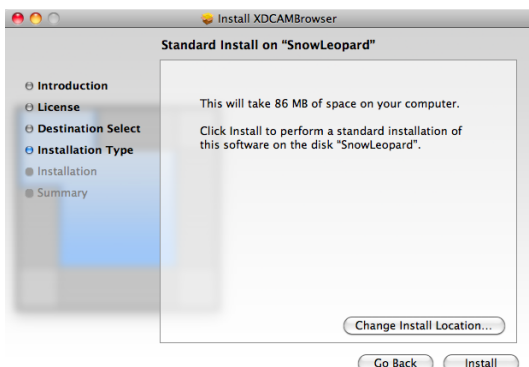 Install XDCAMBrowser
Standard Install on “SnowLeopard”
Introduction
License
Destination Select
Installation Type
Installation
Summary
This will take 86 MB of space on your computer.
Click Install to perform a standard installation of
this software on the disk “SnowLeopard”.
Change Install Location...
Go Back
Install